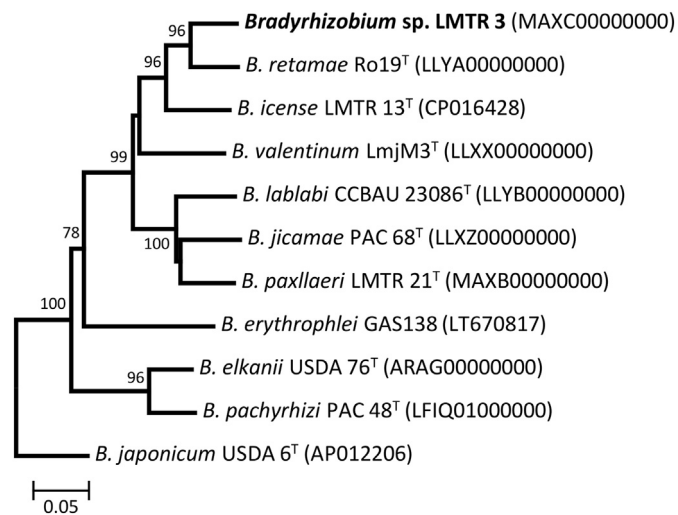 96
Bradyrhizobium sp. LMTR 3 (MAXC00000000)
96
B. retamae Ro19ᵀ (LLYA00000000)
B. icense LMTR 13ᵀ (CP016428)
99
B. valentinum LmjM3ᵀ (LLXX00000000)
B. lablabi CCBAU 23086ᵀ (LLYB00000000)
78
100
B. jicamae PAC 68ᵀ (LLXZ00000000)
B. paxllaeri LMTR 21ᵀ (MAXB00000000)
100
B. erythrophlei GAS138 (LT670817)
96
B. elkanii USDA 76ᵀ (ARAG00000000)
B. pachyrhizi PAC 48ᵀ (LFIQ01000000)
B. japonicum USDA 6ᵀ (AP012206)
0.05